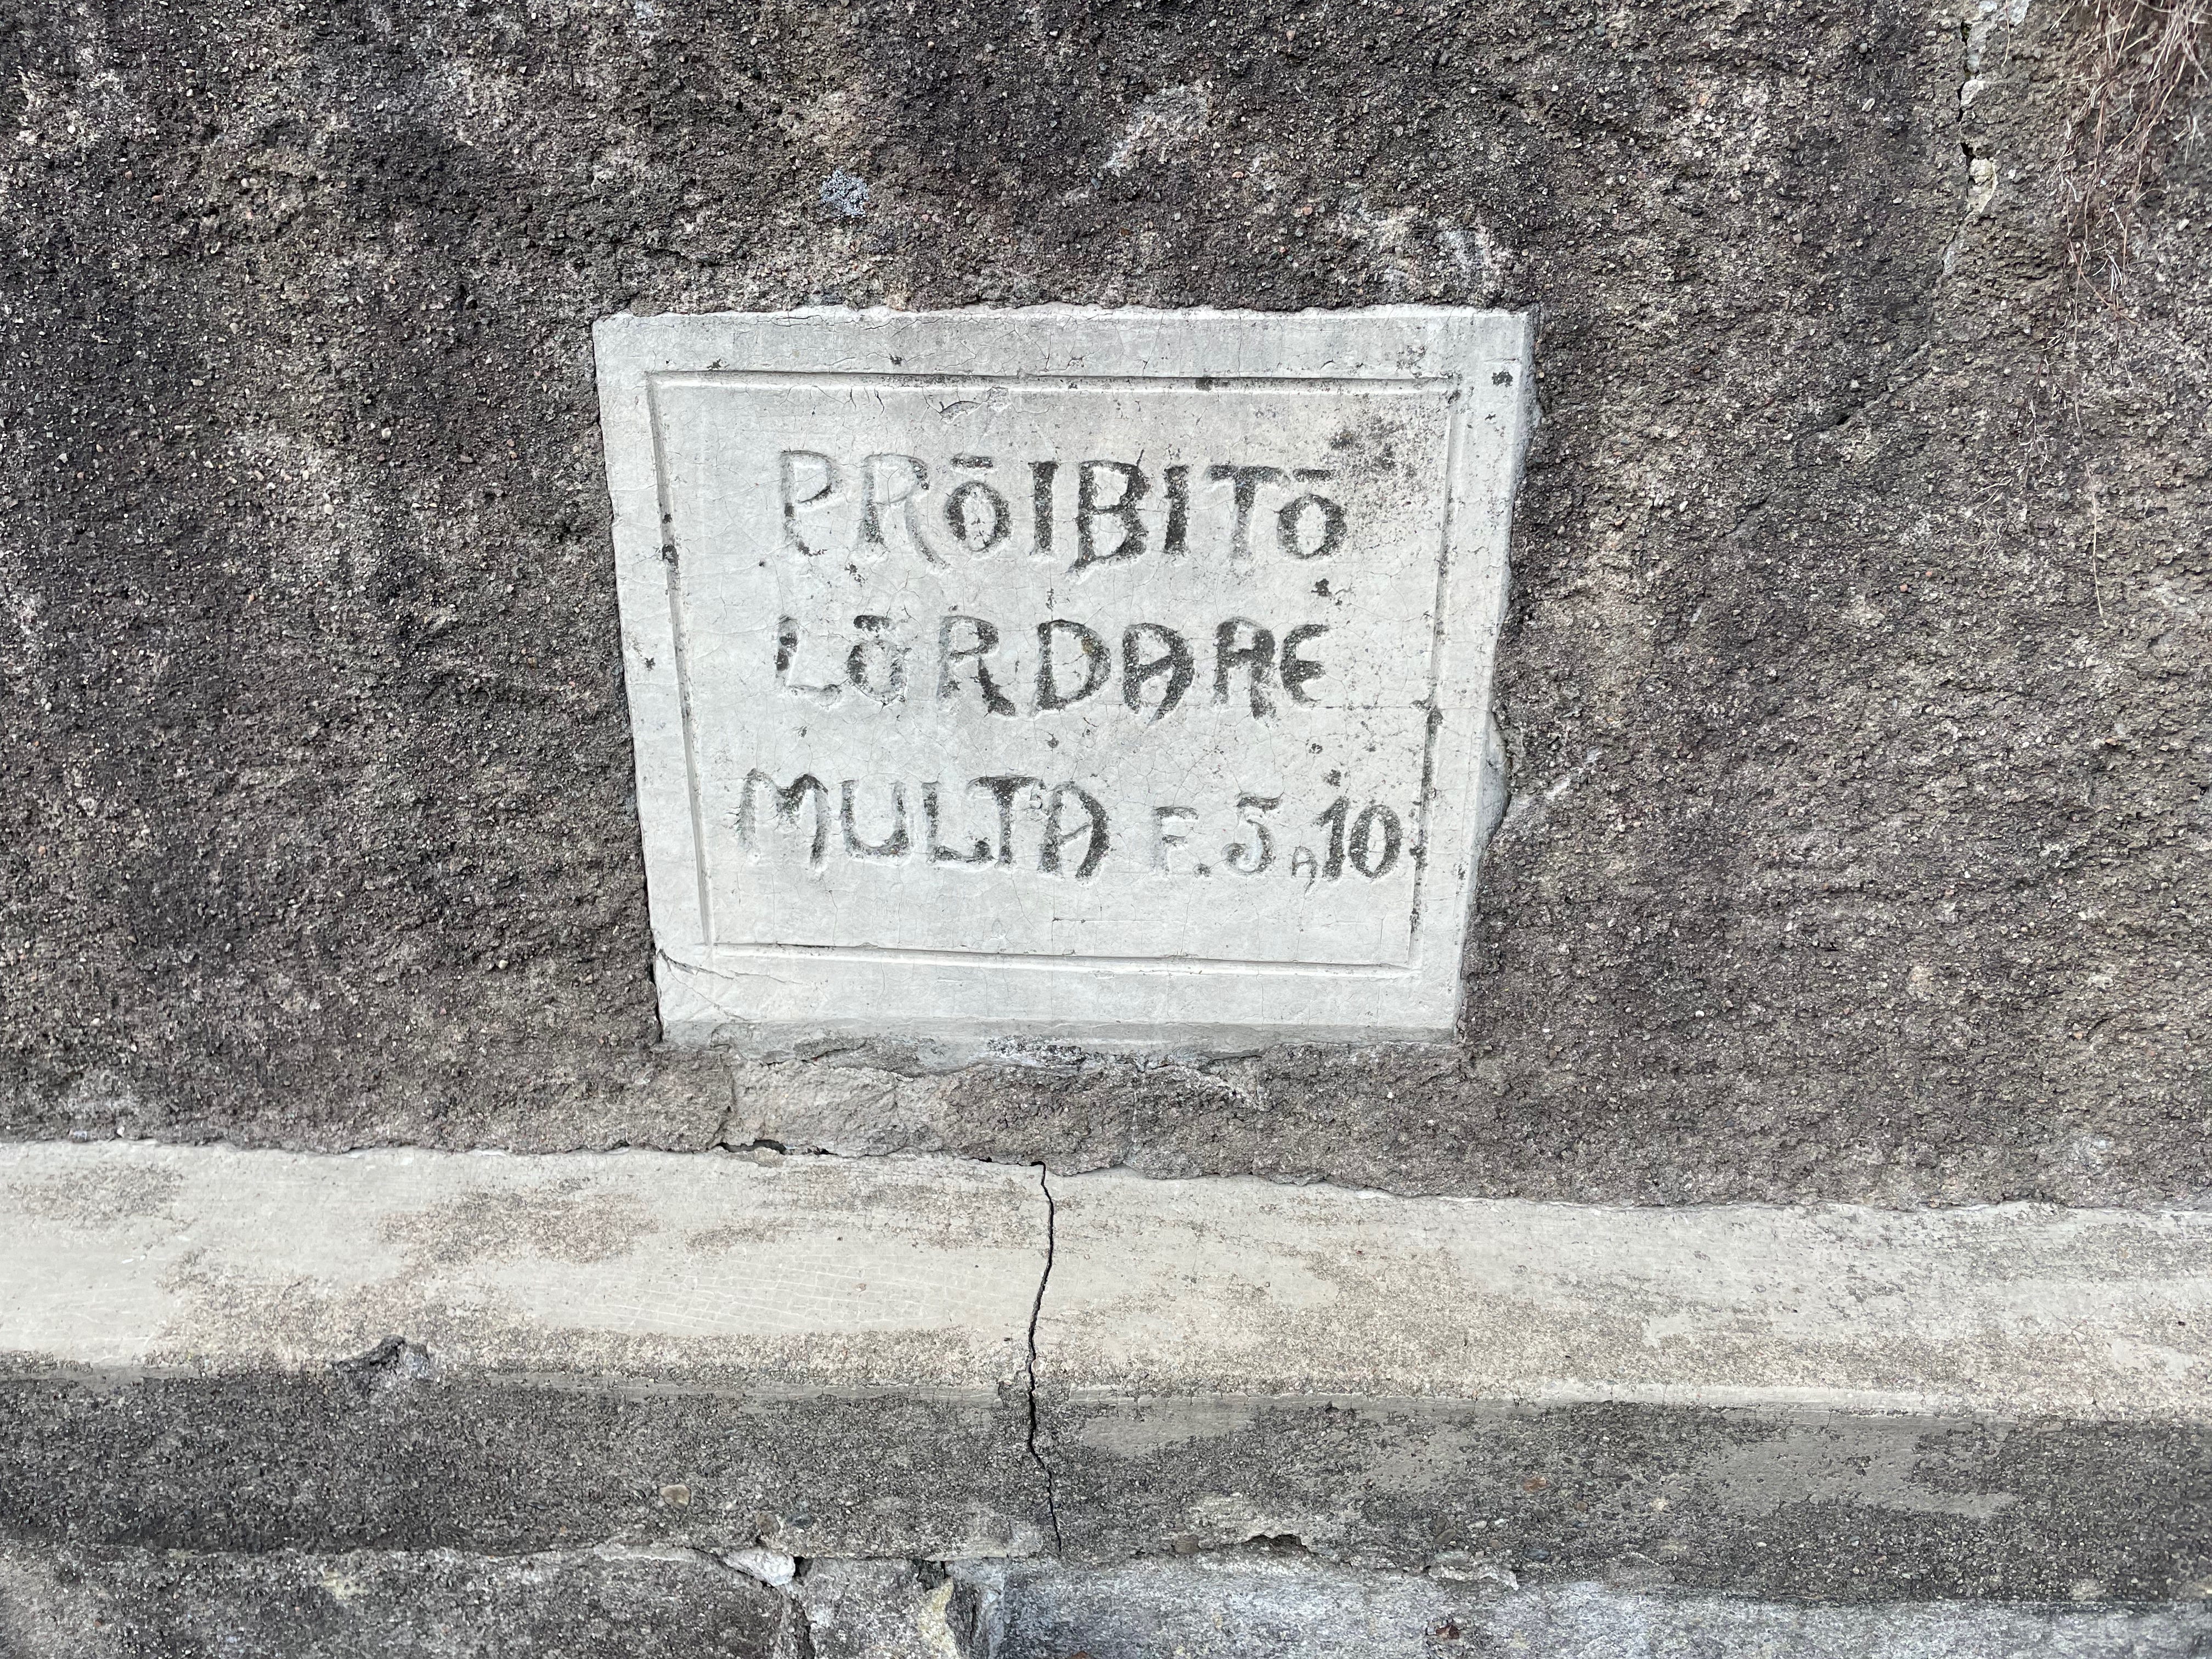 PRŌIBITŌ
LŌRDARE
MULTA F. 5 A 10